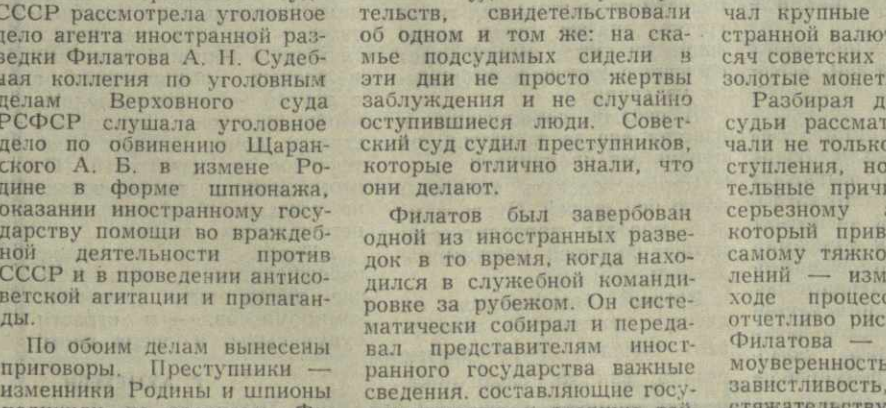 СССР рассмотрела уголовное
дело агента иностранной раз-
ведки Филатова А. Н. Судеб-
ная коллегия по уголовным
делам Верховного суда
РСФСР слушала уголовное
дело по обвинению Щаран-
ского А. Б. в измене Ро-
дине в форме шпионажа,
оказании иностранному госу-
дарству помощи во враждеб-
ной деятельности против
СССР и в проведении антисо-
ветской агитации и пропаган-
ды.
По обоим делам вынесены
приговоры. Преступники —
изменники Родины и шпионы
тельств, свидетельствовали
об одном и том же: на ска-
мье подсудимых сидели в
эти дни не просто жертвы
заблуждения и не случайно
оступившиеся люди. Совет-
ский суд судил преступников,
которые отлично знали, что
они делают.
Филатов был завербован
одной из иностранных разве-
док в то время, когда нахо-
дился в служебной команди-
ровке за рубежом. Он систе-
матически собирал и переда-
вал представителям иност-
ранного государства важные
сведения, составляющие госу-
чал крупные
странной валют
сяч советских
золотые монет
Разбирая д
судьи рассмат
чали не только
ступления, но
тельные прич
серьезному
который прив
самому тяжко
лений — изм
ходе процесс
отчетливо рис
Филатова —
моуверенность
завистливость,
стяжательству